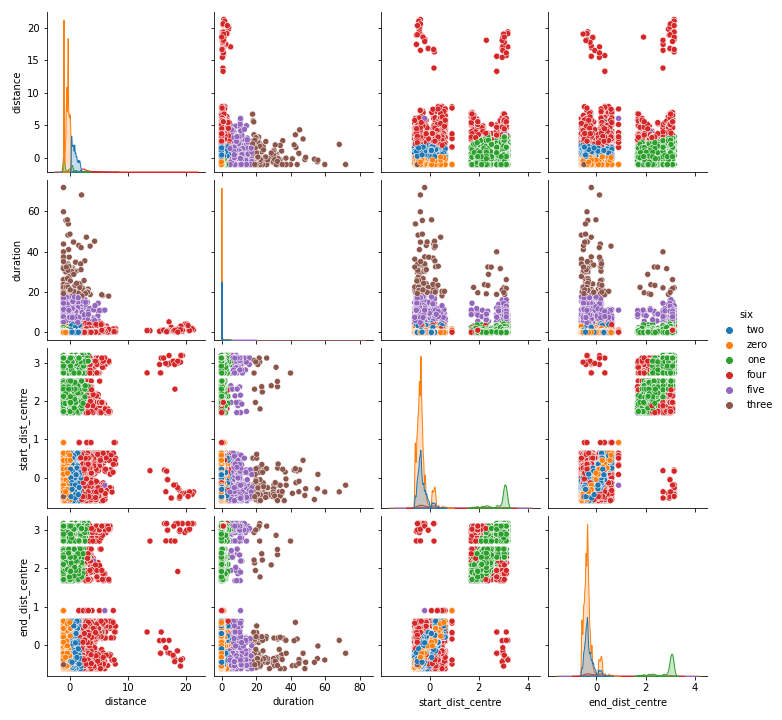 distance
20
15
10
5
0
duration
60
40
20
0
six
two
zero
one
four
five
three
start_dist_centre
3
2
1
0
end_dist_centre
3
2
1
0
0 10 20
0 20 40 60 80
0 2 4
0 2 4
distance duration start_dist_centre end_dist_centre